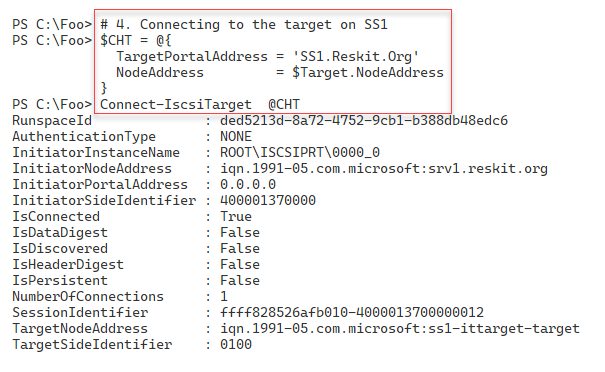 PS C:\Foo> # 4. Connecting to the target on SS1
PS C:\Foo> $CHT = @{
  TargetPortalAddress = 'SS1.Reskit.Org'
  NodeAddress         = $Target.NodeAddress
}
PS C:\Foo> Connect-IscsiTarget  @CHT
RunspaceId              : ded5213d-8a72-4752-9cb1-b388db48edc6
AuthenticationType      : NONE
InitiatorInstanceName   : ROOT\ISCSIPRT\0000_0
InitiatorNodeAddress    : iqn.1991-05.com.microsoft:srv1.reskit.org
InitiatorPortalAddress  : 0.0.0.0
InitiatorSideIdentifier : 400001370000
IsConnected             : True
IsDataDigest            : False
IsDiscovered            : False
IsHeaderDigest          : False
IsPersistent            : False
NumberOfConnections     : 1
SessionIdentifier       : ffff828526afb010-4000013700000012
TargetNodeAddress       : iqn.1991-05.com.microsoft:ss1-ittarget-target
TargetSideIdentifier    : 0100